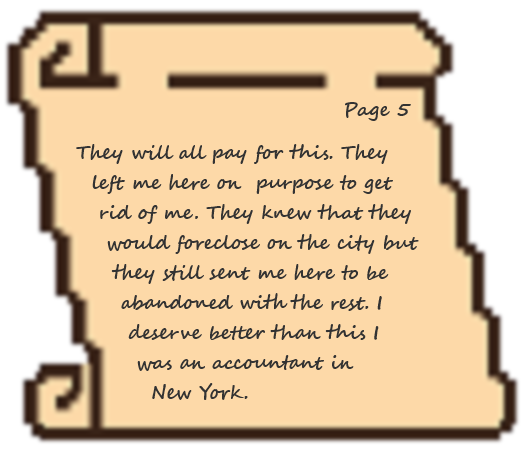 Page 5
They will all pay for this. They
left me here on purpose to get
rid of me. They knew that they
would foreclose on the city but
they still sent me here to be
abandoned with the rest. I
deserve better than this I
was an accountant in
New York.